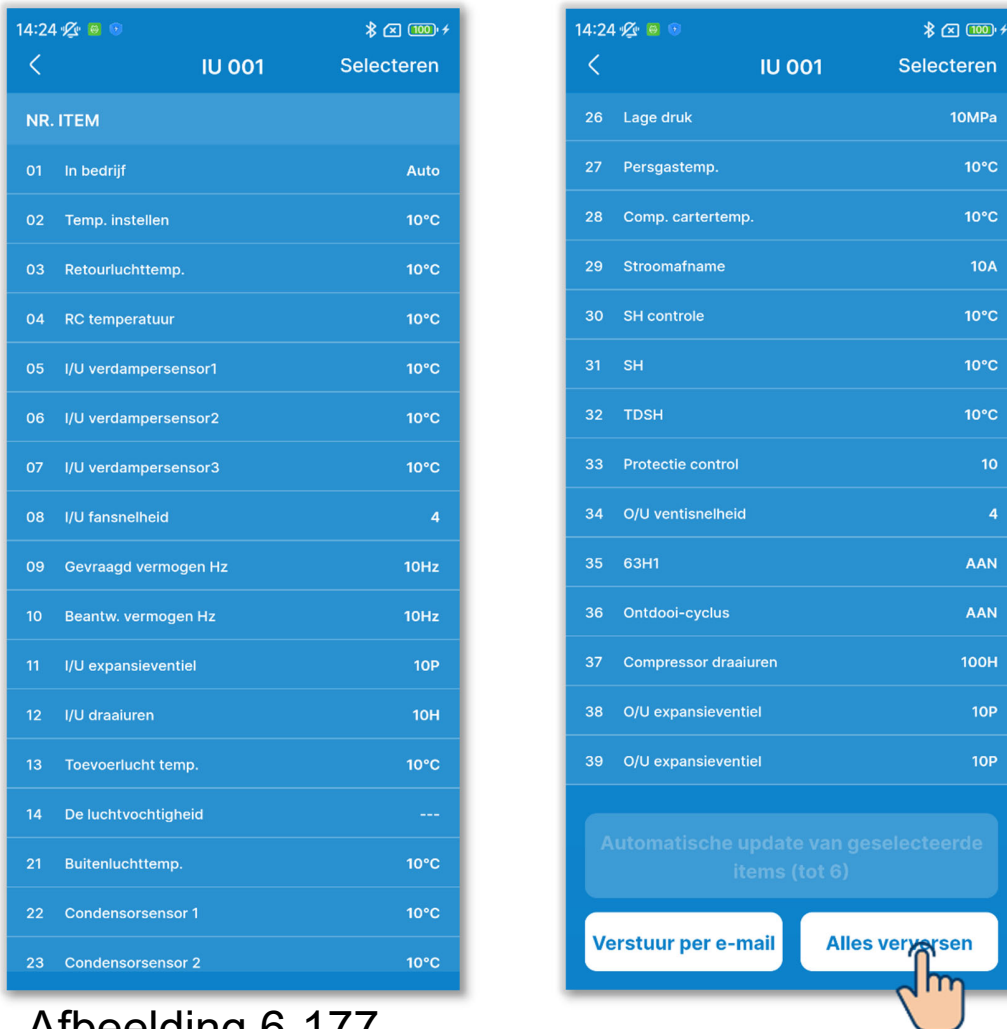 14:24
100
IU 001 Selecteren
NR. ITEM
01 In bedrijf Auto
02 Temp. instellen 10°C
03 Retourluchttemp. 10°C
04 RC temperatuur 10°C
05 I/U verdampersensor1 10°C
06 I/U verdampersensor2 10°C
07 I/U verdampersensor3 10°C
08 I/U fansnelheid 4
09 Gevraagd vermogen Hz 10Hz
10 Beantw. vermogen Hz 10Hz
11 I/U expansieventiel 10P
12 I/U draaiuren 10H
13 Toevoerlucht temp. 10°C
14 De luchtvochtigheid ---
21 Buitenluchttemp. 10°C
22 Condensorsensor 1 10°C
23 Condensorsensor 2 10°C
14:24
100
IU 001 Selecteren
26 Lage druk 10MPa
27 Persgastemp. 10°C
28 Comp. cartertemp. 10°C
29 Stroomafname 10A
30 SH controle 10°C
31 SH 10°C
32 TDSH 10°C
33 Protectie control 10
34 O/U ventisnelheid 4
35 63H1 AAN
36 Ontdooi-cyclus AAN
37 Compressor draaiuren 100H
38 O/U expansieventiel 10P
39 O/U expansieventiel 10P
Automatische update van geselecteerde
items (tot 6)
Verstuur per e-mail Alles verversen
Afbeelding 6-177